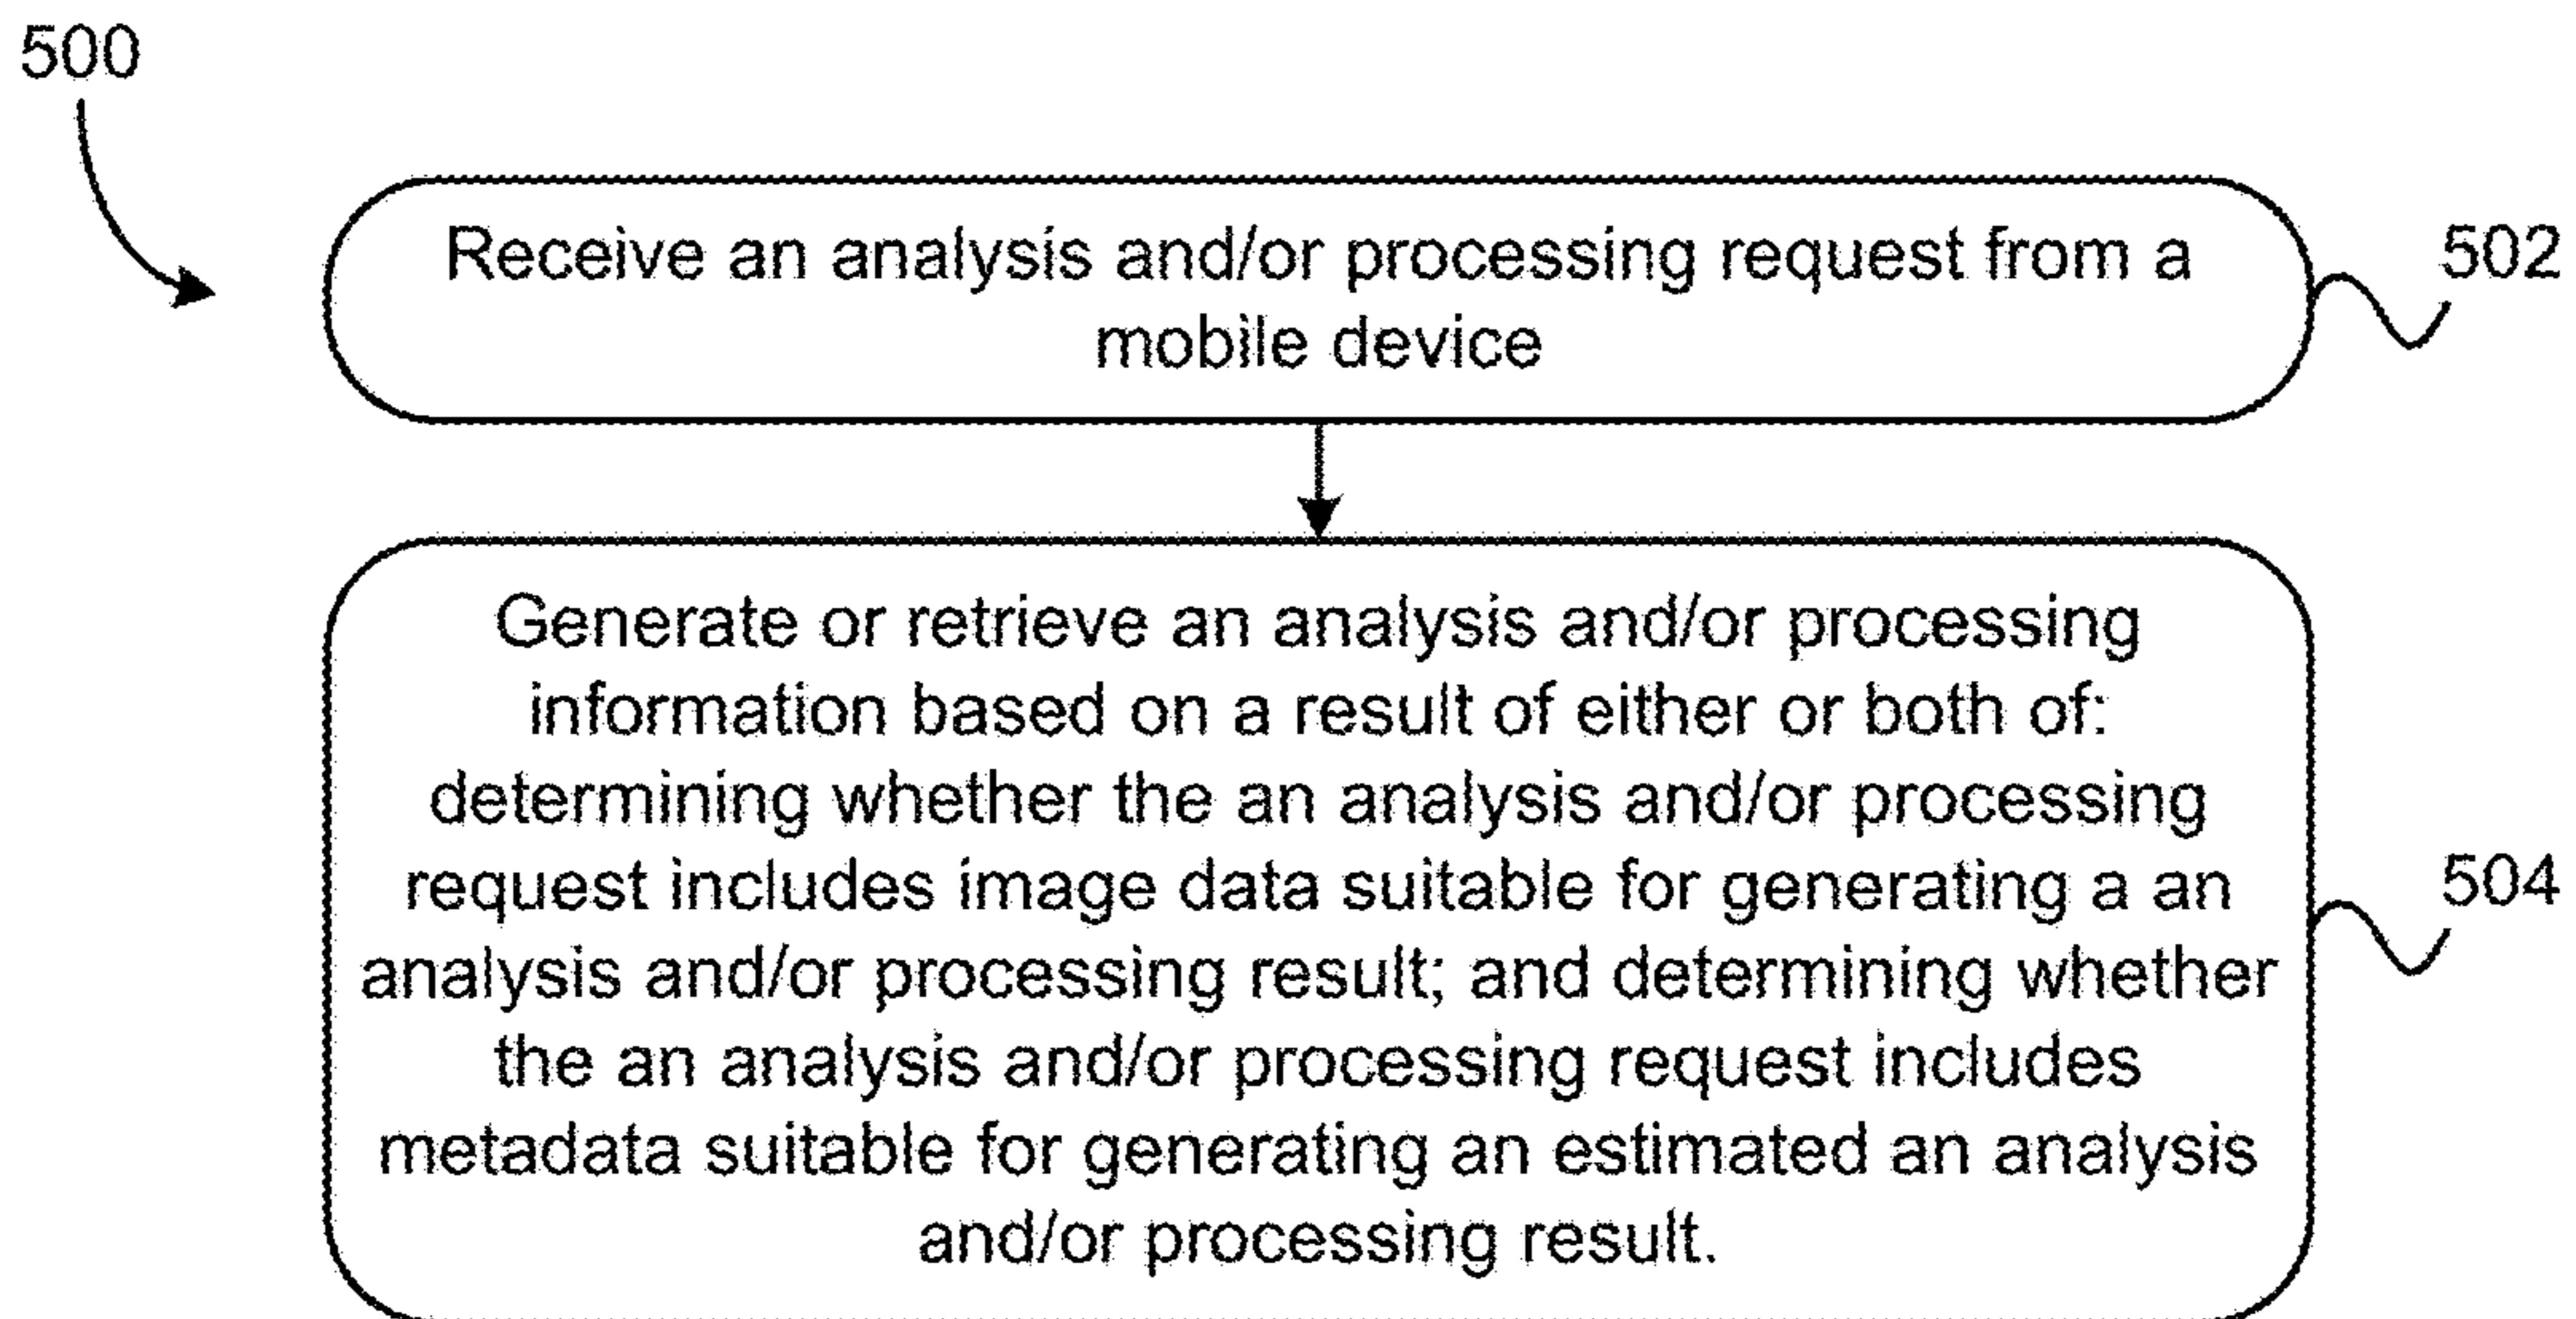 500
Receive an analysis and/or processing request from a
mobile device
502
Generate or retrieve an analysis and/or processing
information based on a result of either or both of:
determining whether the an analysis and/or processing
request includes image data suitable for generating a an
analysis and/or processing result; and determining whether
the an analysis and/or processing request includes
metadata suitable for generating an estimated an analysis
and/or processing result.
504